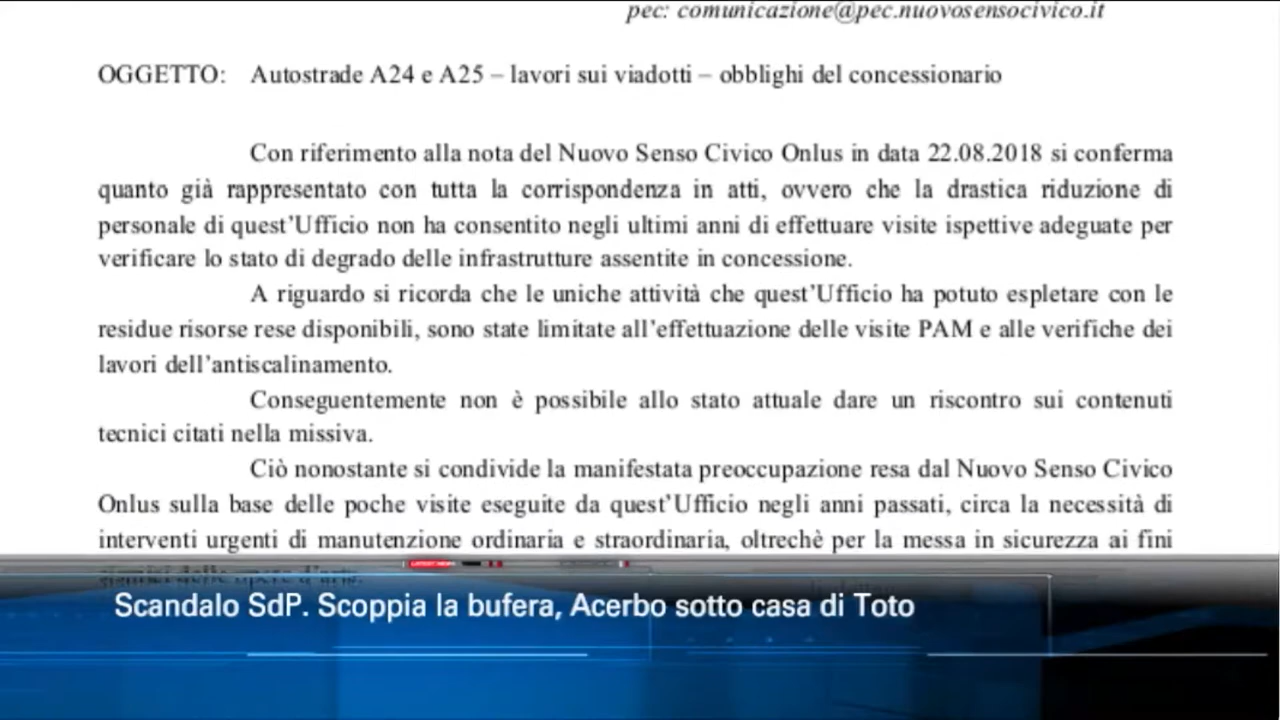 pec: comunicazione@pec.nuovosensocivico.it
OGGETTO: Autostrade A24 e A25 – lavori sui viadotti – obblighi del concessionario
Con riferimento alla nota del Nuovo Senso Civico Onlus in data 22.08.2018 si conferma
quanto già rappresentato con tutta la corrispondenza in atti, ovvero che la drastica riduzione di
personale di quest'Ufficio non ha consentito negli ultimi anni di effettuare visite ispettive adeguate per
verificare lo stato di degrado delle infrastrutture assentite in concessione.
A riguardo si ricorda che le uniche attività che quest'Ufficio ha potuto espletare con le
residue risorse rese disponibili, sono state limitate all'effettuazione delle visite PAM e alle verifiche dei
lavori dell'antiscalinamento.
Conseguentemente non è possibile allo stato attuale dare un riscontro sui contenuti
tecnici citati nella missiva.
Ciò nonostante si condivide la manifestata preoccupazione resa dal Nuovo Senso Civico
Onlus sulla base delle poche visite eseguite da quest'Ufficio negli anni passati, circa la necessità di
interventi urgenti di manutenzione ordinaria e straordinaria, oltrechè per la messa in sicurezza ai fini
LATEST NEWS
Scandalo SdP. Scoppia la bufera, Acerbo sotto casa di Toto